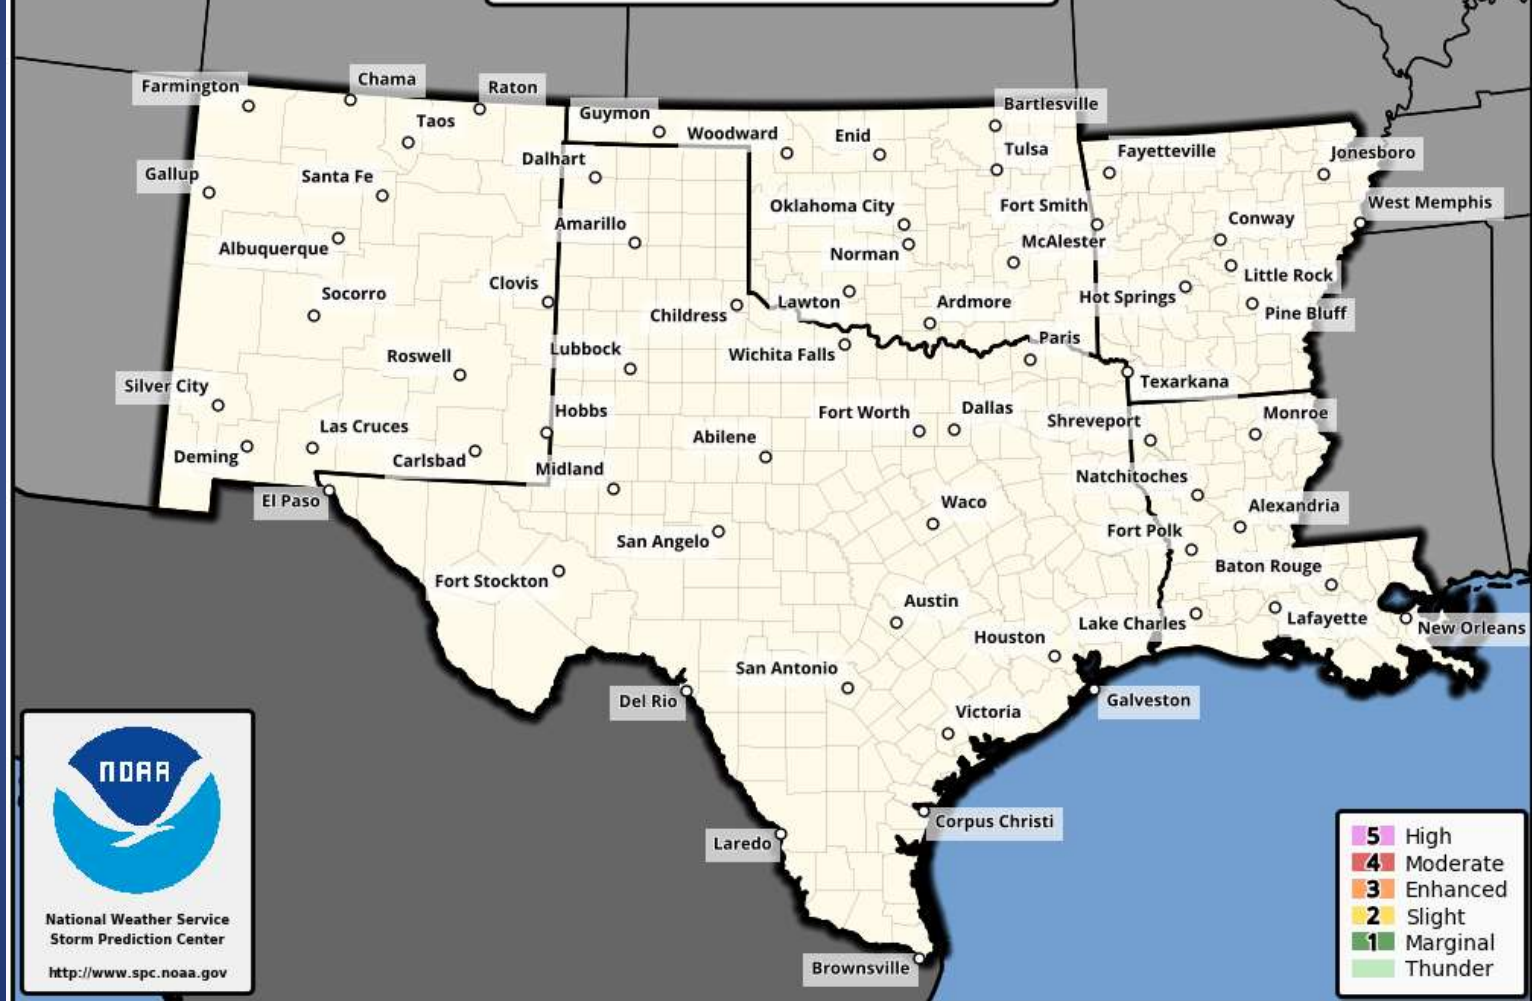 Farmington
Chama
Raton
Taos
Guymon
Woodward
Enid
Bartlesville
Tulsa
Fayetteville
Jonesboro
Gallup
Santa Fe
Dalhart
Amarillo
Oklahoma City
Fort Smith
Conway
West Memphis
Albuquerque
Norman
McAlester
Little Rock
Socorro
Clovis
Childress
Lawton
Ardmore
Hot Springs
Pine Bluff
Roswell
Lubbock
Wichita Falls
Paris
Texarkana
Silver City
Las Cruces
Hobbs
Fort Worth
Dallas
Shreveport
Monroe
Deming
Carlsbad
Midland
Abilene
Natchitoches
El Paso
San Angelo
Waco
Fort Polk
Alexandria
Fort Stockton
Austin
Baton Rouge
Houston
Lake Charles
Lafayette
New Orleans
San Antonio
Del Rio
Victoria
Galveston
Laredo
Corpus Christi
Brownsville
NOAA
National Weather Service
Storm Prediction Center
http://www.spc.noaa.gov
5 High
4 Moderate
3 Enhanced
2 Slight
1 Marginal
Thunder